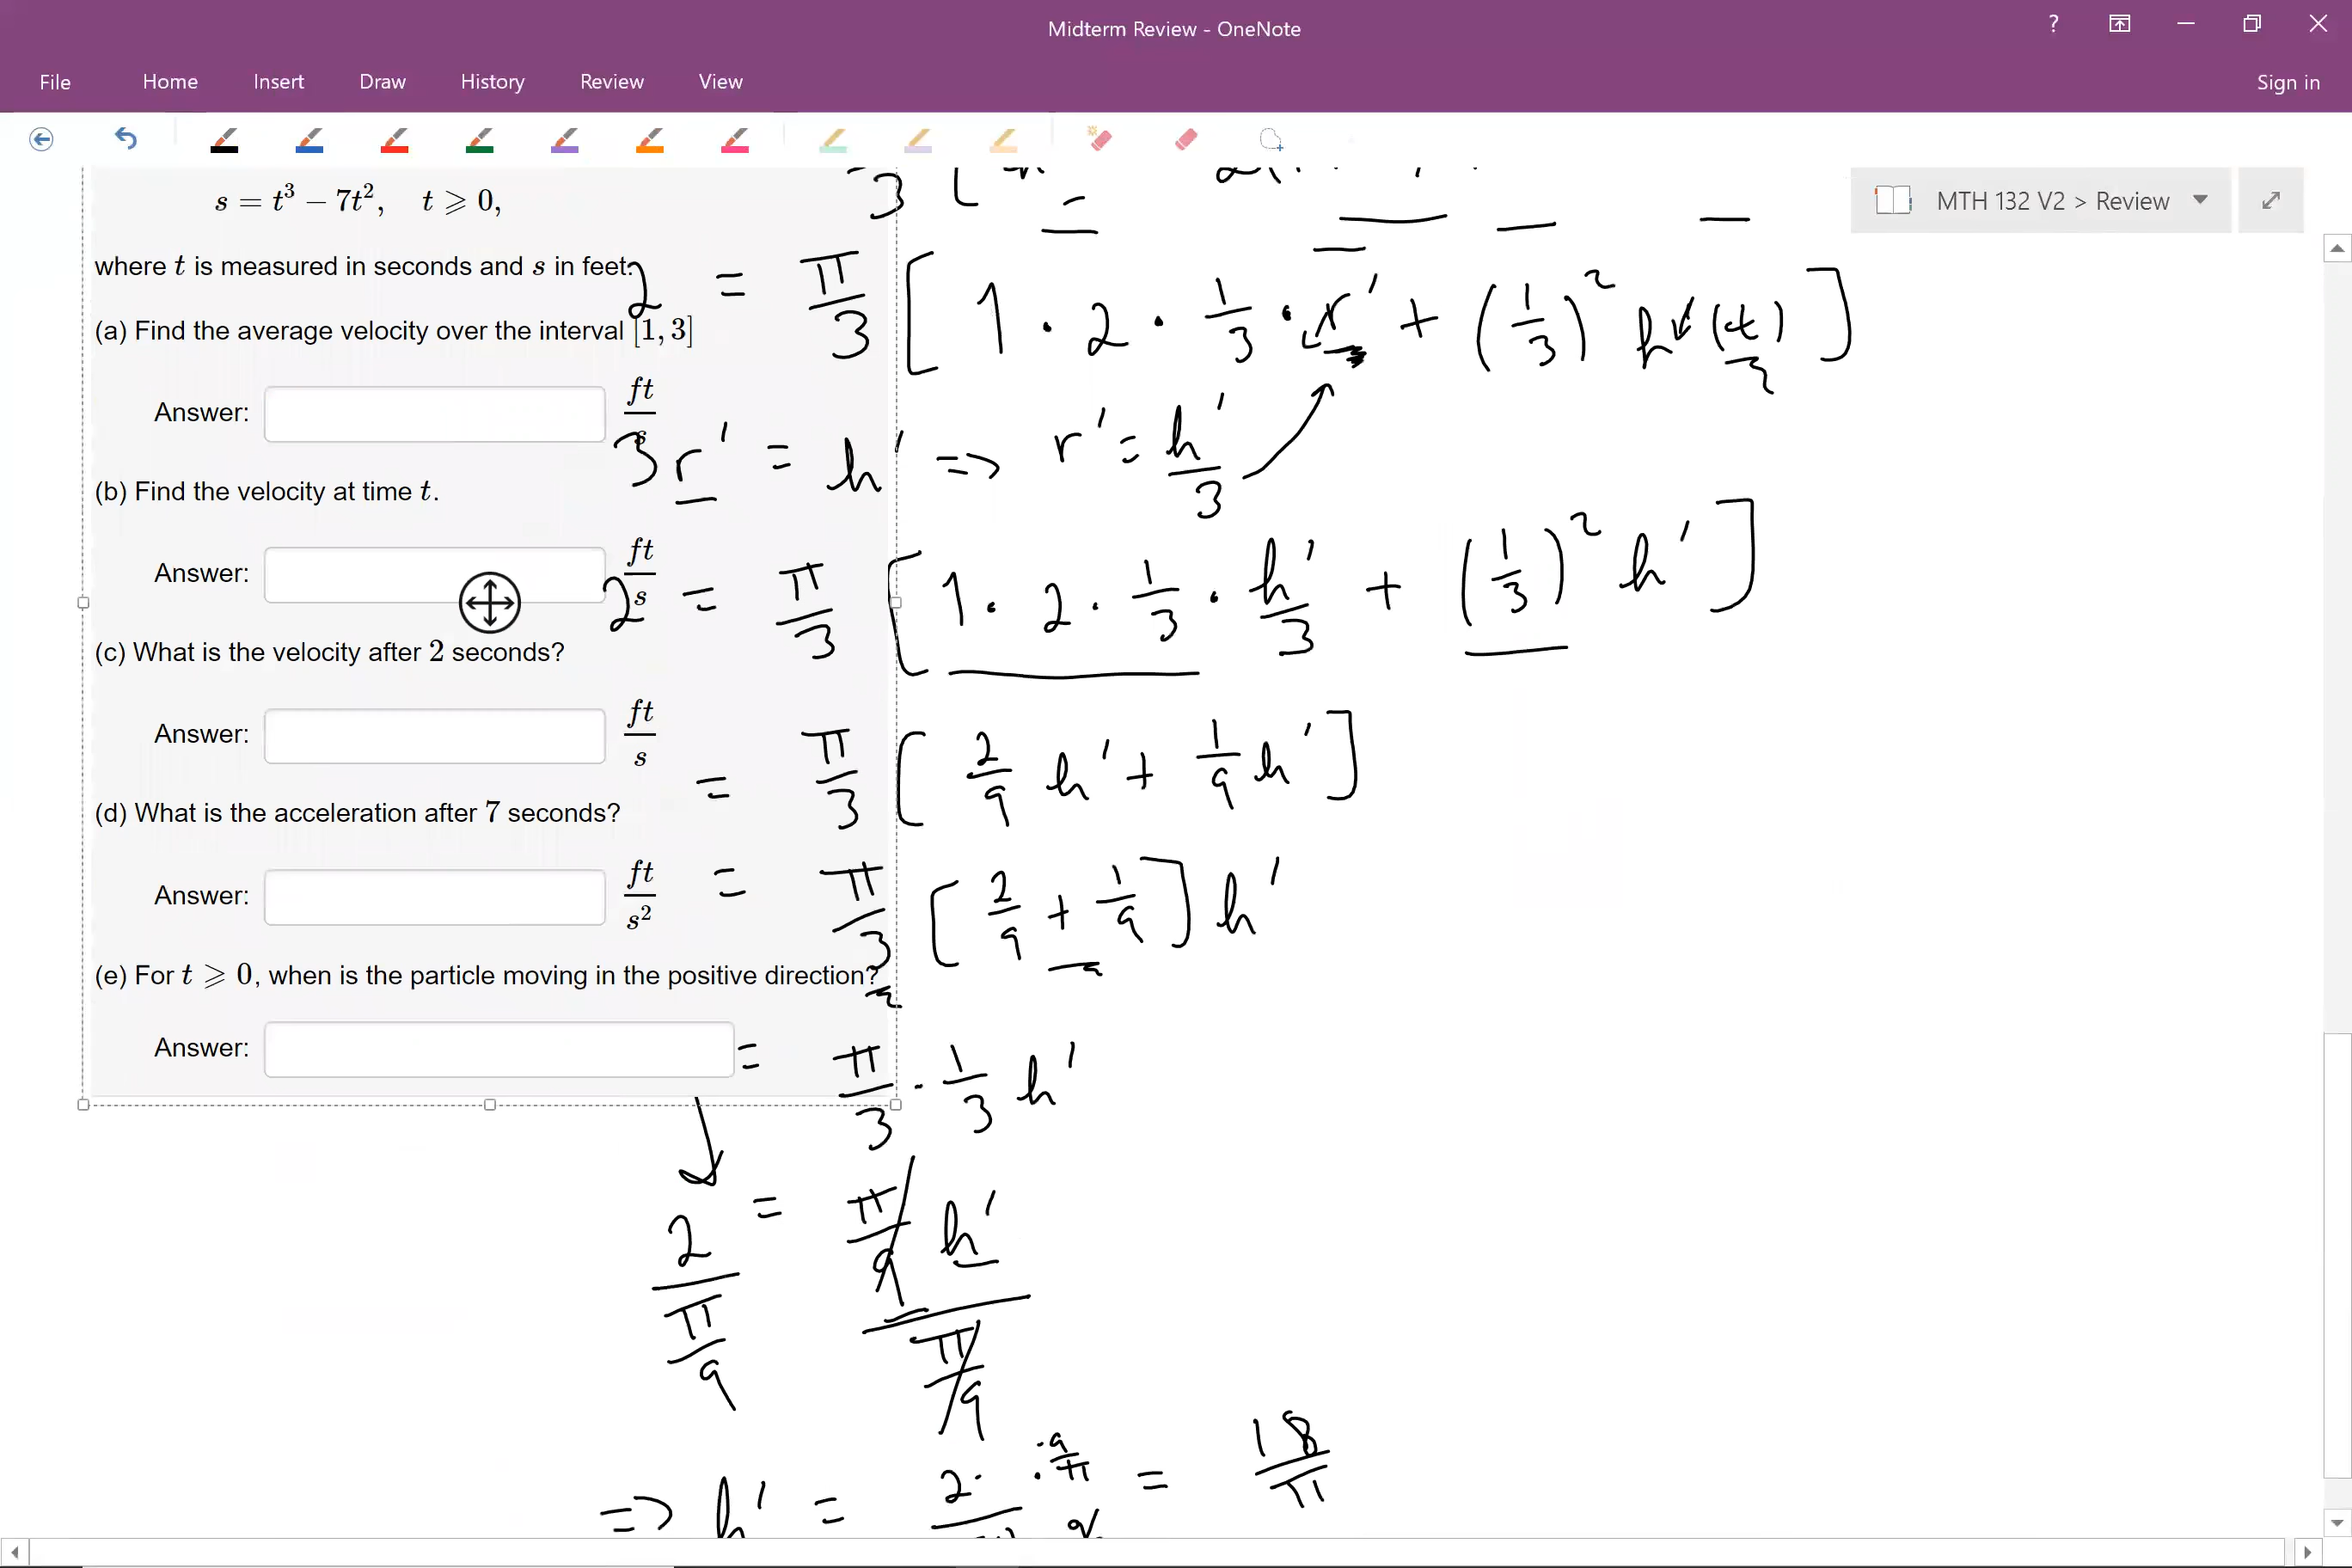 Midterm Review - OneNote
?
File Home Insert Draw History Review View Sign in
MTH 132 V2 > Review
s = t³ − 7t², t ⩾ 0,
where t is measured in seconds and s in feet.
(a) Find the average velocity over the interval [1, 3]
Answer: ft/s
(b) Find the velocity at time t.
Answer: ft/s
(c) What is the velocity after 2 seconds?
Answer: ft/s
(d) What is the acceleration after 7 seconds?
Answer: ft/s²
(e) For t ⩾ 0, when is the particle moving in the positive direction?
Answer:
2 = π/3 [ 1 · 2 · 1/3 · r' + (1/3)² h'(t) ]
3r' = h' => r' = h'/3
2 = π/3 [ 1 · 2 · 1/3 · h'/3 + (1/3)² h' ]
= π/3 [ 2/9 h' + 1/9 h' ]
= π/3 [ 2/9 + 1/9 ] h'
= π/3 · 1/3 h'
2/(π/9) = (π/9 h')/(π/9)
=> h' = 2 · 9/π = 18/π